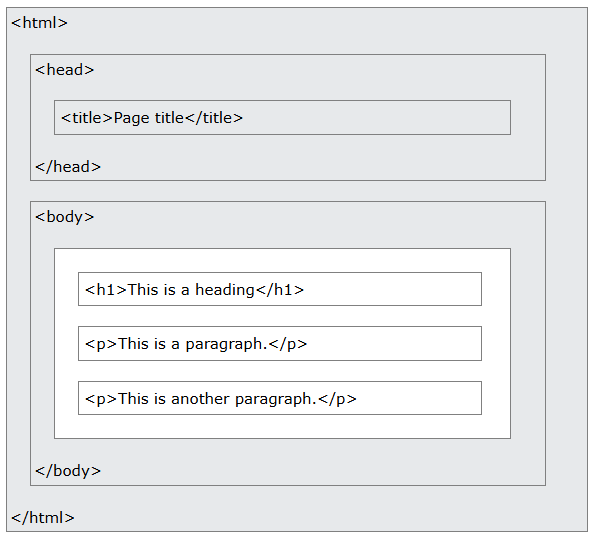 <html>
<head>
<title>Page title</title>
</head>
<body>
<h1>This is a heading</h1>
<p>This is a paragraph.</p>
<p>This is another paragraph.</p>
</body>
</html>